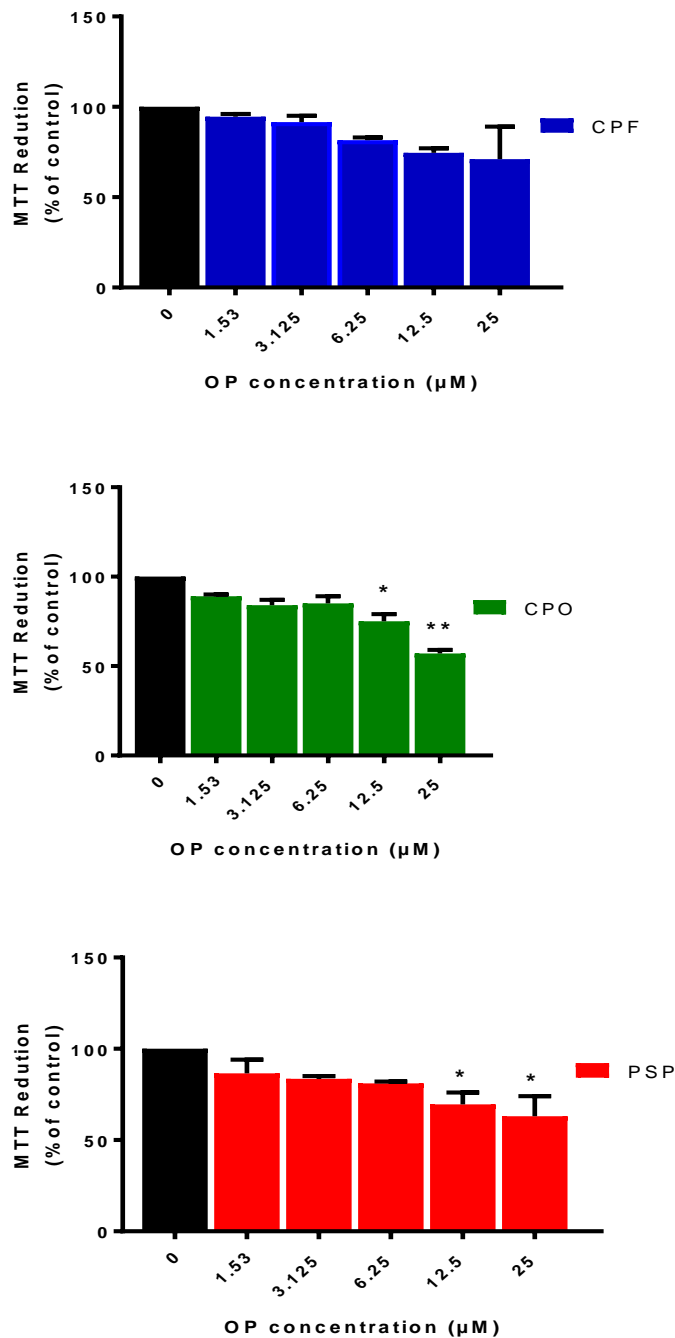 150
100
50
0
MTT Redution
(% of control)
CPF
0
1.53
3.125
6.25
12.5
25
OP concentration (µM)
150
100
50
0
MTT Redution
(% of control)
*
**
CPO
0
1.53
3.125
6.25
12.5
25
OP concentration (µM)
150
100
50
0
MTT Redution
(% of control)
*
*
PSP
0
1.53
3.125
6.25
12.5
25
OP concentration (µM)